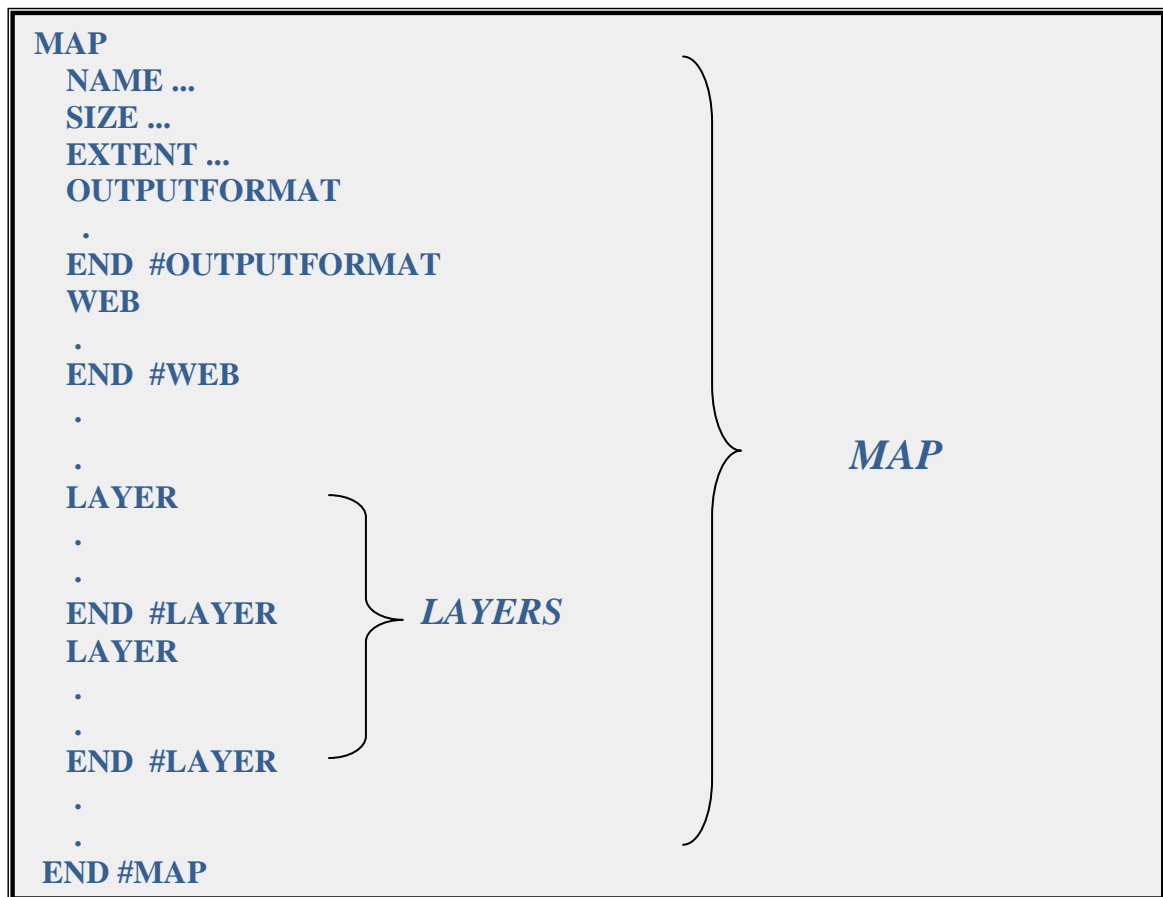 MAP
NAME ...
SIZE ...
EXTENT ...
OUTPUTFORMAT
.
END #OUTPUTFORMAT
WEB
.
END #WEB
.
.
MAP
LAYER
.
.
END #LAYER
LAYERS
LAYER
.
.
END #LAYER
.
.
END #MAP